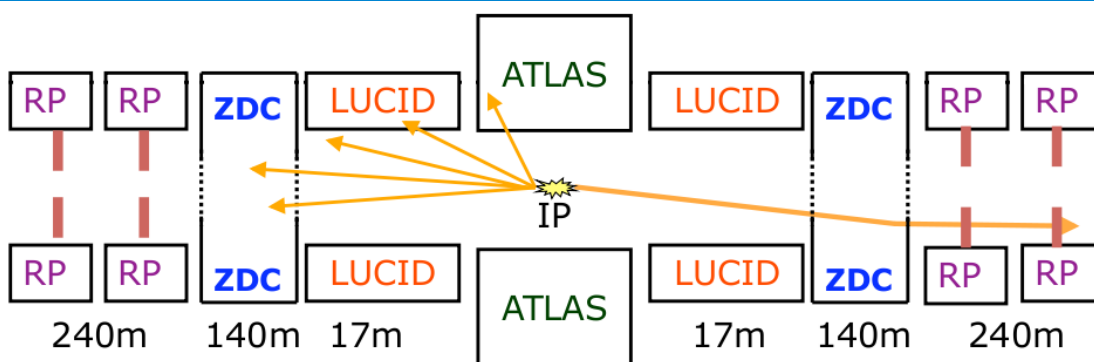 ATLAS
RP RP ZDC LUCID LUCID ZDC RP RP
IP
RP RP ZDC LUCID LUCID ZDC RP RP
ATLAS
240m 140m 17m 17m 140m 240m